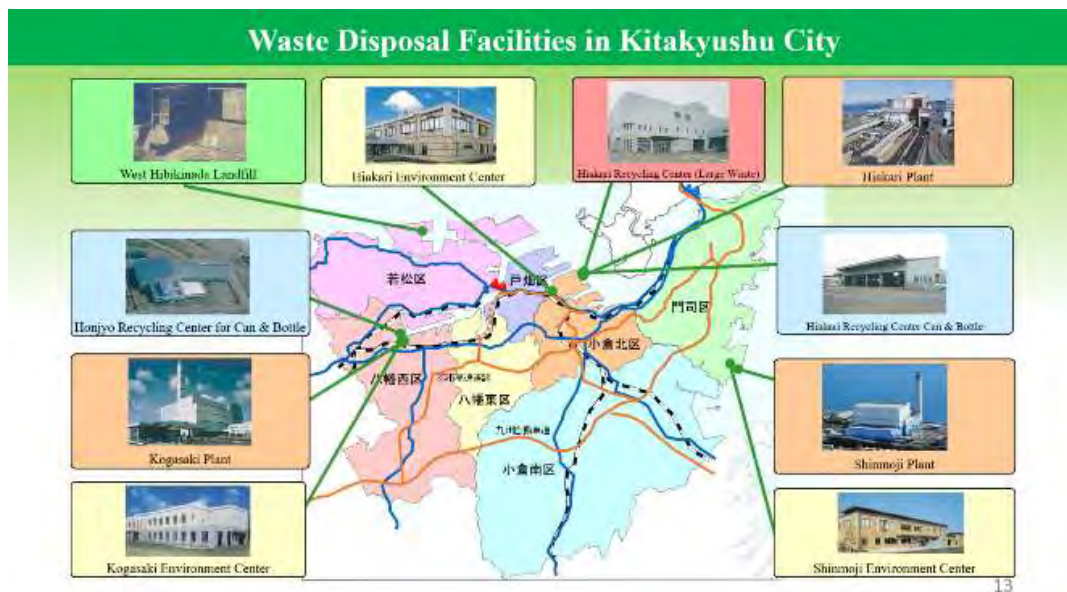 Waste Disposal Facilities in Kitakyushu City
West Hibikinada Landfill
Hiakari Environment Center
Hiakari Recycling Center (Large Waste)
Hiakari Plant
Honjyo Recycling Center for Can & Bottle
Hiakari Recycling Center Can & Bottle
Kogasaki Plant
Shinmoji Plant
Kogasaki Environment Center
Shinmoji Environment Center
若松区
戸畑区
門司区
小倉北区
八幡西区
八幡東区
小倉南区
13